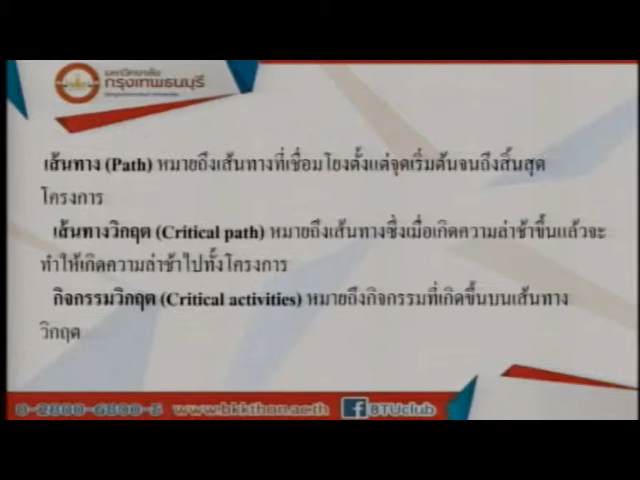 มหาวิทยาลัย
กรุงเทพธนบุรี
เส้นทาง (Path) หมายถึงเส้นทางที่เชื่อมโยงตั้งแต่จุดเริ่มต้นจนถึงสิ้นสุด
โครงการ
เส้นทางวิกฤต (Critical path) หมายถึงเส้นทางซึ่งเมื่อเกิดความล่าช้าขึ้นแล้วจะ
ทำให้เกิดความล่าช้าไปทั้งโครงการ
กิจกรรมวิกฤต (Critical activities) หมายถึงกิจกรรมที่เกิดขึ้นบนเส้นทาง
วิกฤต
0-2800-6800-5 www.bkkthon.ac.th BTUclub